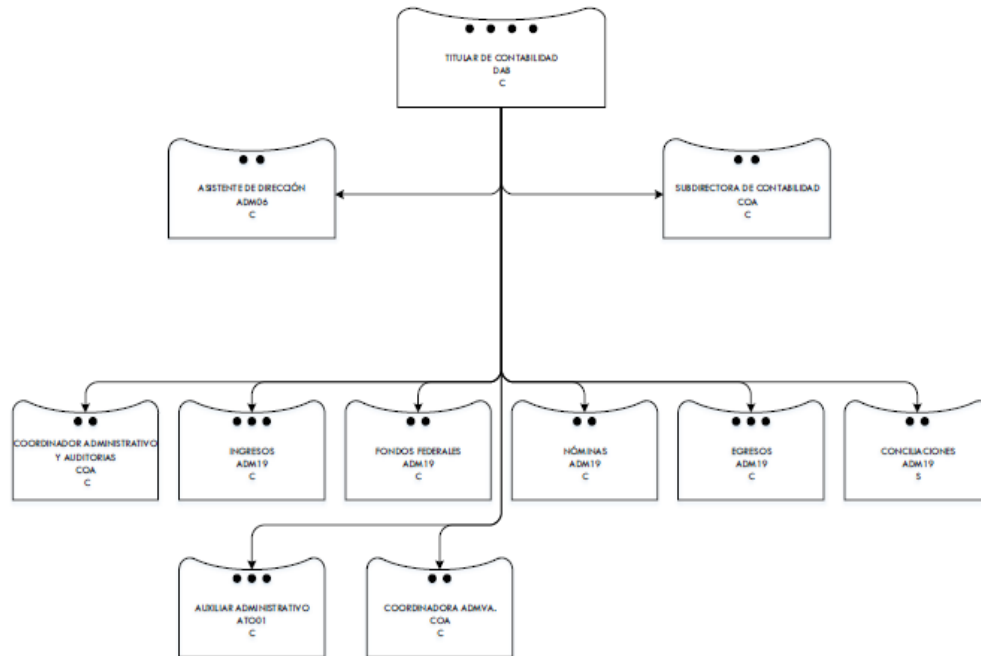 TITULAR DE CONTABILIDAD
DAB
C
ASISTENTE DE DIRECCIÓN
ADM06
C
SUBDIRECTORA DE CONTABILIDAD
COA
C
COORDINADOR ADMINISTRATIVO
Y AUDITORIAS
COA
C
INGRESOS
ADM19
C
FONDOS FEDERALES
ADM19
C
NÓMINAS
ADM19
C
EGRESOS
ADM19
C
CONCILIACIONES
ADM19
S
AUXILIAR ADMINISTRATIVO
ATO01
C
COORDINADORA ADMVA.
COA
C